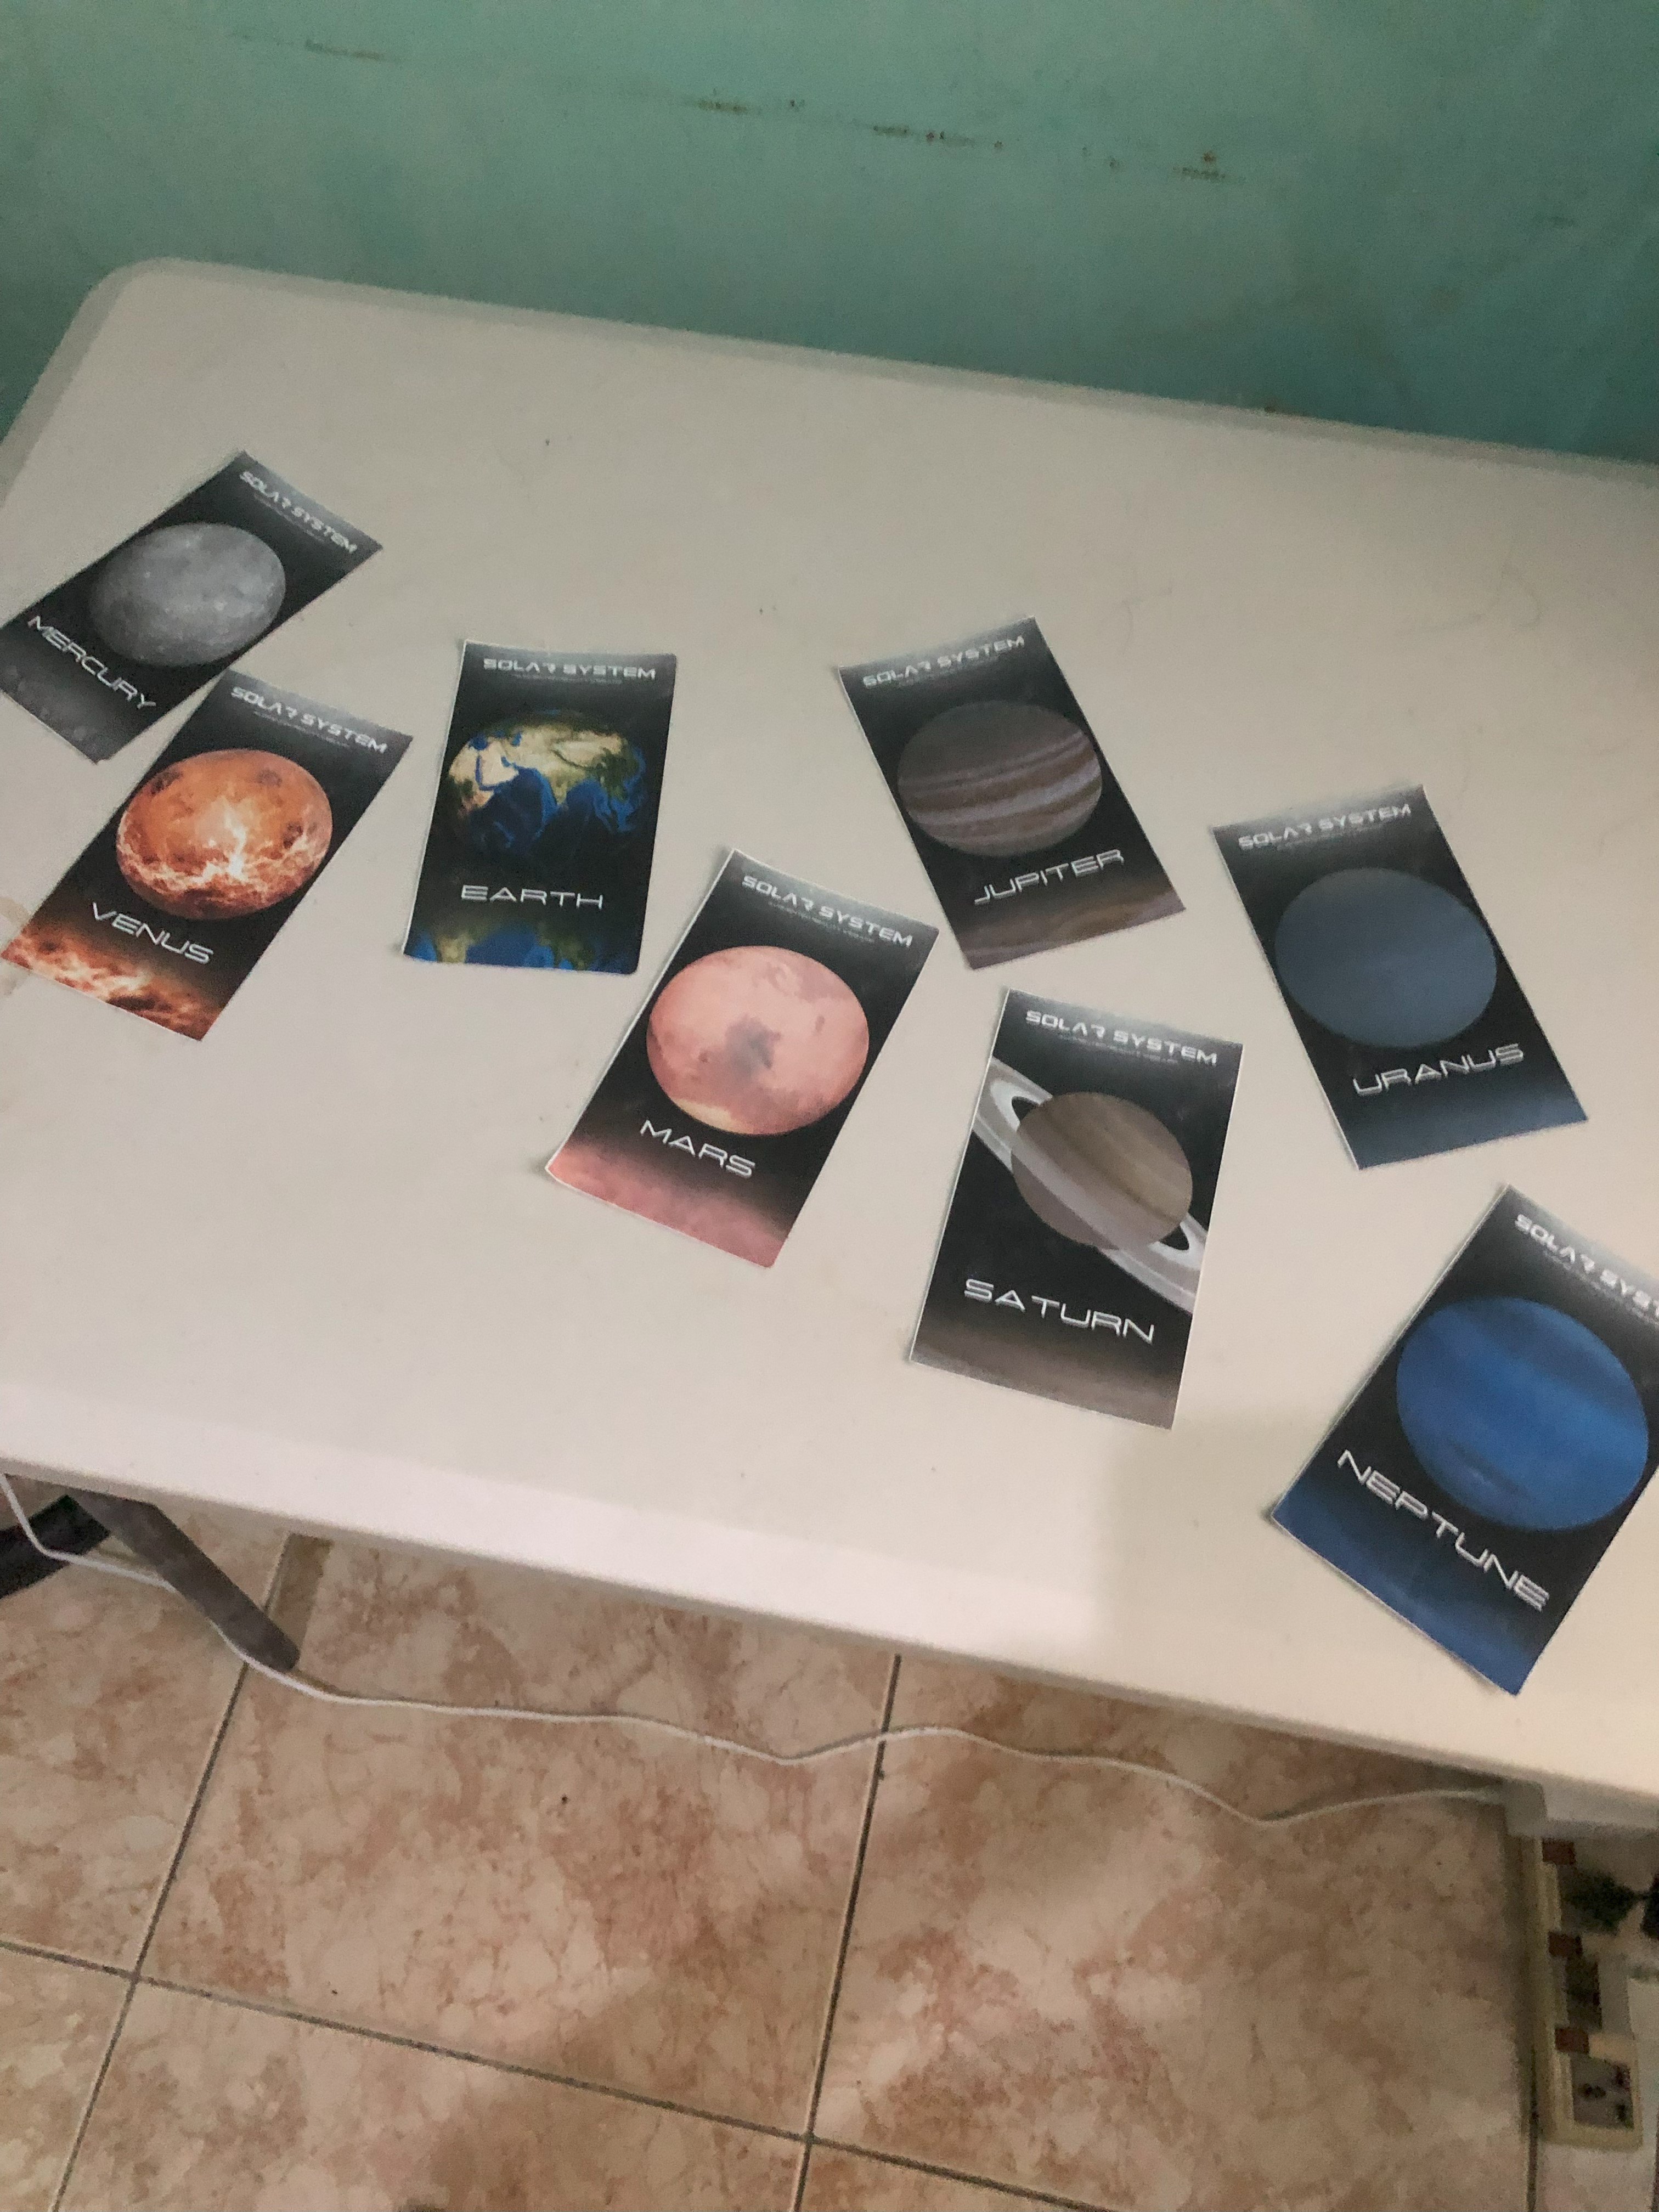 SOLAR SYSTEM
MERCURY
SOLAR SYSTEM
VENUS
SOLAR SYSTEM
EARTH
SOLAR SYSTEM
MARS
SOLAR SYSTEM
JUPITER
SOLAR SYSTEM
SATURN
SOLAR SYSTEM
URANUS
SOLAR SYST
NEPTUNE